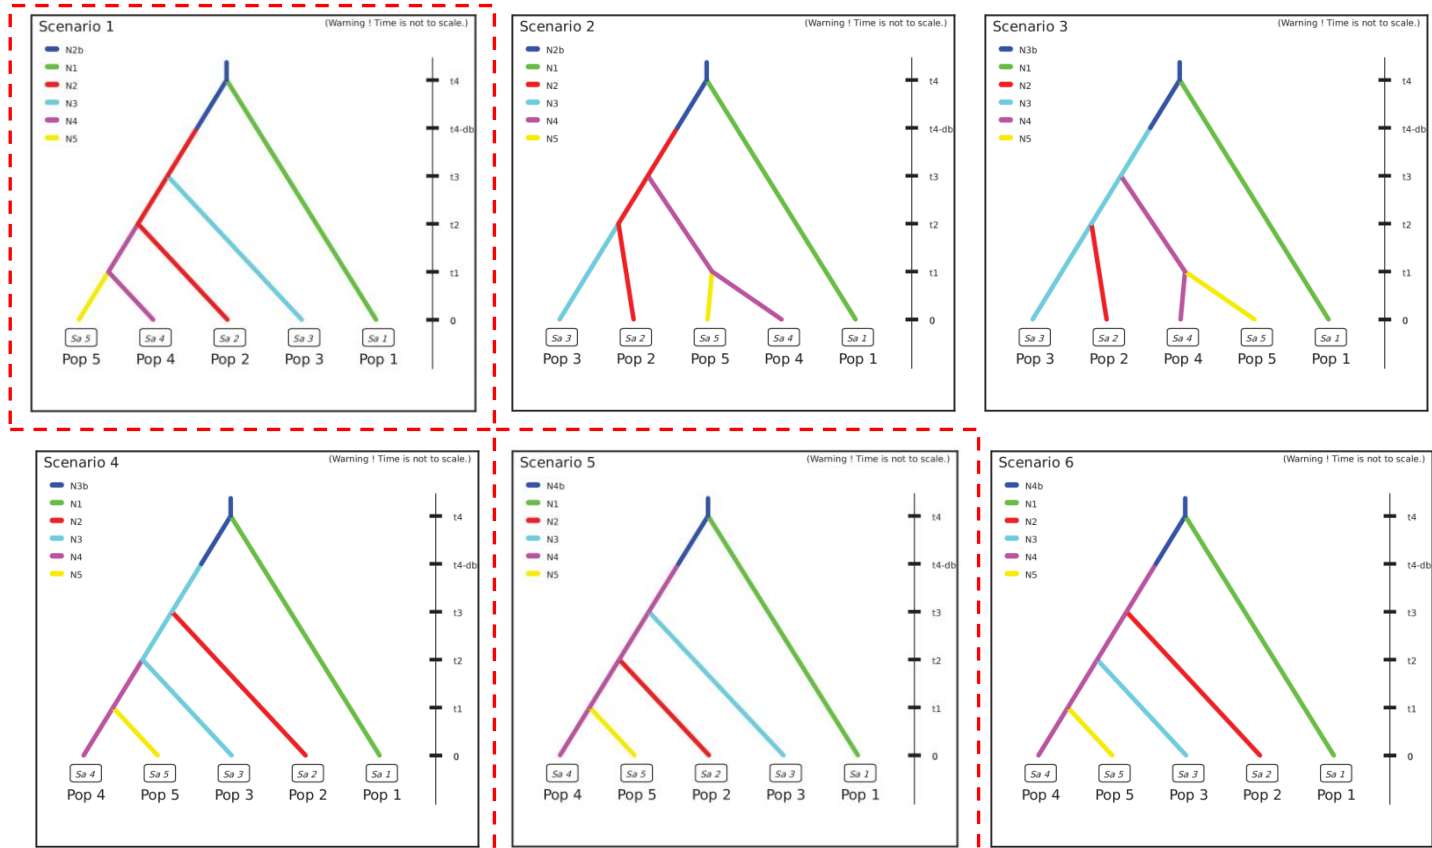 Scenario 1
(Warning ! Time is not to scale.)
N2b
N1
N2
N3
N4
N5
t4
t4-db
t3
t2
t1
0
Sa 5 Sa 4 Sa 2 Sa 3 Sa 1
Pop 5 Pop 4 Pop 2 Pop 3 Pop 1
Scenario 2
(Warning ! Time is not to scale.)
N2b
N1
N2
N3
N4
N5
t4
t4-db
t3
t2
t1
0
Sa 3 Sa 2 Sa 5 Sa 4 Sa 1
Pop 3 Pop 2 Pop 5 Pop 4 Pop 1
Scenario 3
(Warning ! Time is not to scale.)
N3b
N1
N2
N3
N4
N5
t4
t4-db
t3
t2
t1
0
Sa 3 Sa 2 Sa 4 Sa 5 Sa 1
Pop 3 Pop 2 Pop 4 Pop 5 Pop 1
Scenario 4
(Warning ! Time is not to scale.)
N3b
N1
N2
N3
N4
N5
t4
t4-db
t3
t2
t1
0
Sa 4 Sa 5 Sa 3 Sa 2 Sa 1
Pop 4 Pop 5 Pop 3 Pop 2 Pop 1
Scenario 5
(Warning ! Time is not to scale.)
N4b
N1
N2
N3
N4
N5
t4
t4-db
t3
t2
t1
0
Sa 4 Sa 5 Sa 2 Sa 3 Sa 1
Pop 4 Pop 5 Pop 2 Pop 3 Pop 1
Scenario 6
(Warning ! Time is not to scale.)
N4b
N1
N2
N3
N4
N5
t4
t4-db
t3
t2
t1
0
Sa 4 Sa 5 Sa 3 Sa 2 Sa 1
Pop 4 Pop 5 Pop 3 Pop 2 Pop 1